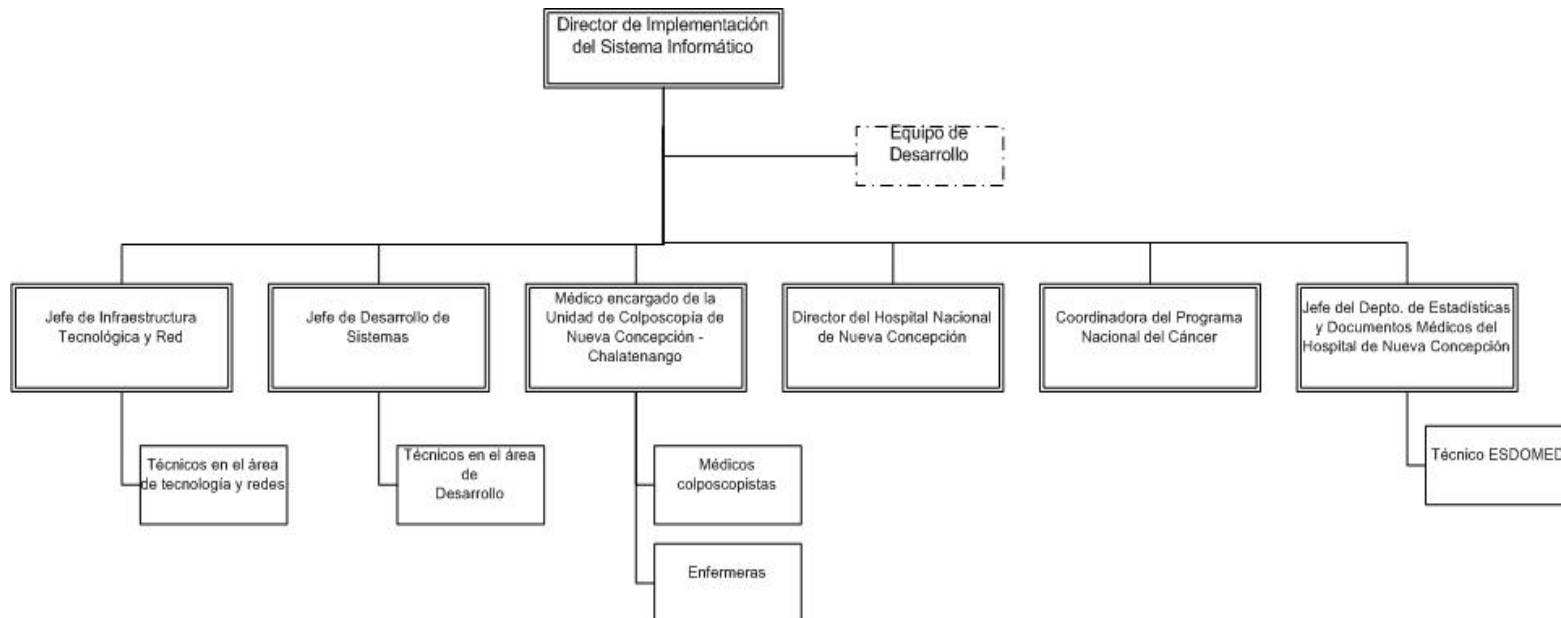 Director de Implementación
del Sistema Informático
Equipo de
Desarrollo
Jefe de Infraestructura
Tecnológica y Red
Jefe de Desarrollo de
Sistemas
Médico encargado de la
Unidad de Colposcopía de
Nueva Concepción -
Chalatenango
Director del Hospital Nacional
de Nueva Concepción
Coordinadora del Programa
Nacional del Cáncer
Jefe del Depto. de Estadísticas
y Documentos Médicos del
Hospital de Nueva Concepción
Técnicos en el área
de tecnología y redes
Técnicos en el área
de
Desarrollo
Médicos
colposcopistas
Técnico ESDOMED
Enfermeras